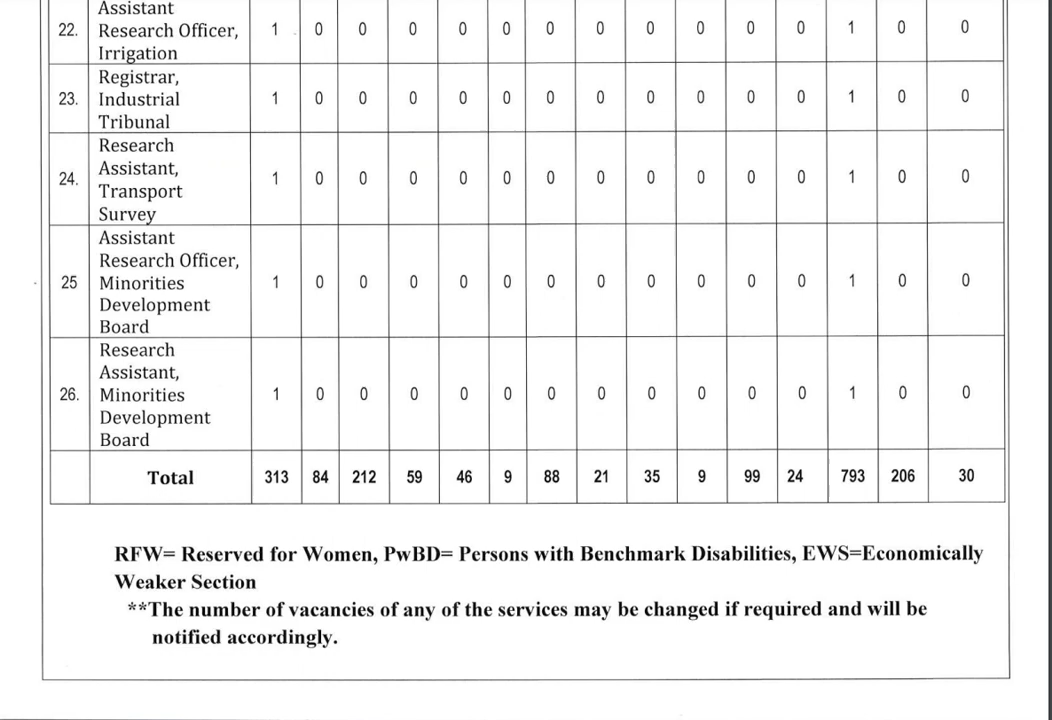 22. Assistant Research Officer, Irrigation 1 0 0 0 0 0 0 0 0 0 0 0 1 0 0
23. Registrar, Industrial Tribunal 1 0 0 0 0 0 0 0 0 0 0 0 1 0 0
24. Research Assistant, Transport Survey 1 0 0 0 0 0 0 0 0 0 0 0 1 0 0
25 Assistant Research Officer, Minorities Development Board 1 0 0 0 0 0 0 0 0 0 0 0 1 0 0
26. Research Assistant, Minorities Development Board 1 0 0 0 0 0 0 0 0 0 0 0 1 0 0
Total 313 84 212 59 46 9 88 21 35 9 99 24 793 206 30
RFW= Reserved for Women, PwBD= Persons with Benchmark Disabilities, EWS=Economically
Weaker Section
**The number of vacancies of any of the services may be changed if required and will be
notified accordingly.